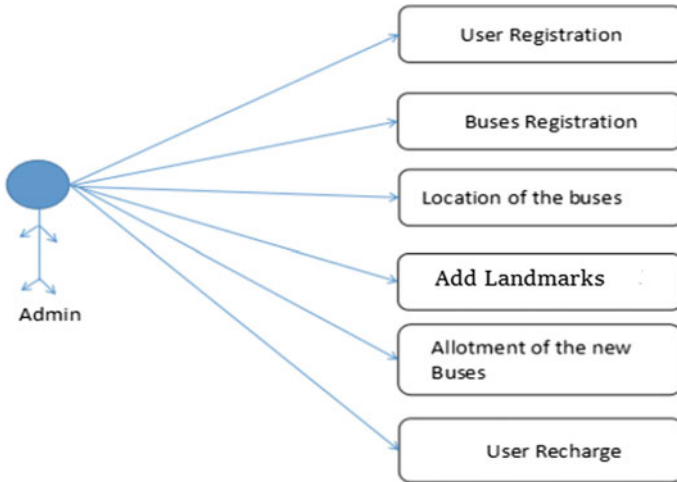 User Registration
Buses Registration
Location of the buses
Add Landmarks
Allotment of the new
Buses
User Recharge
Admin